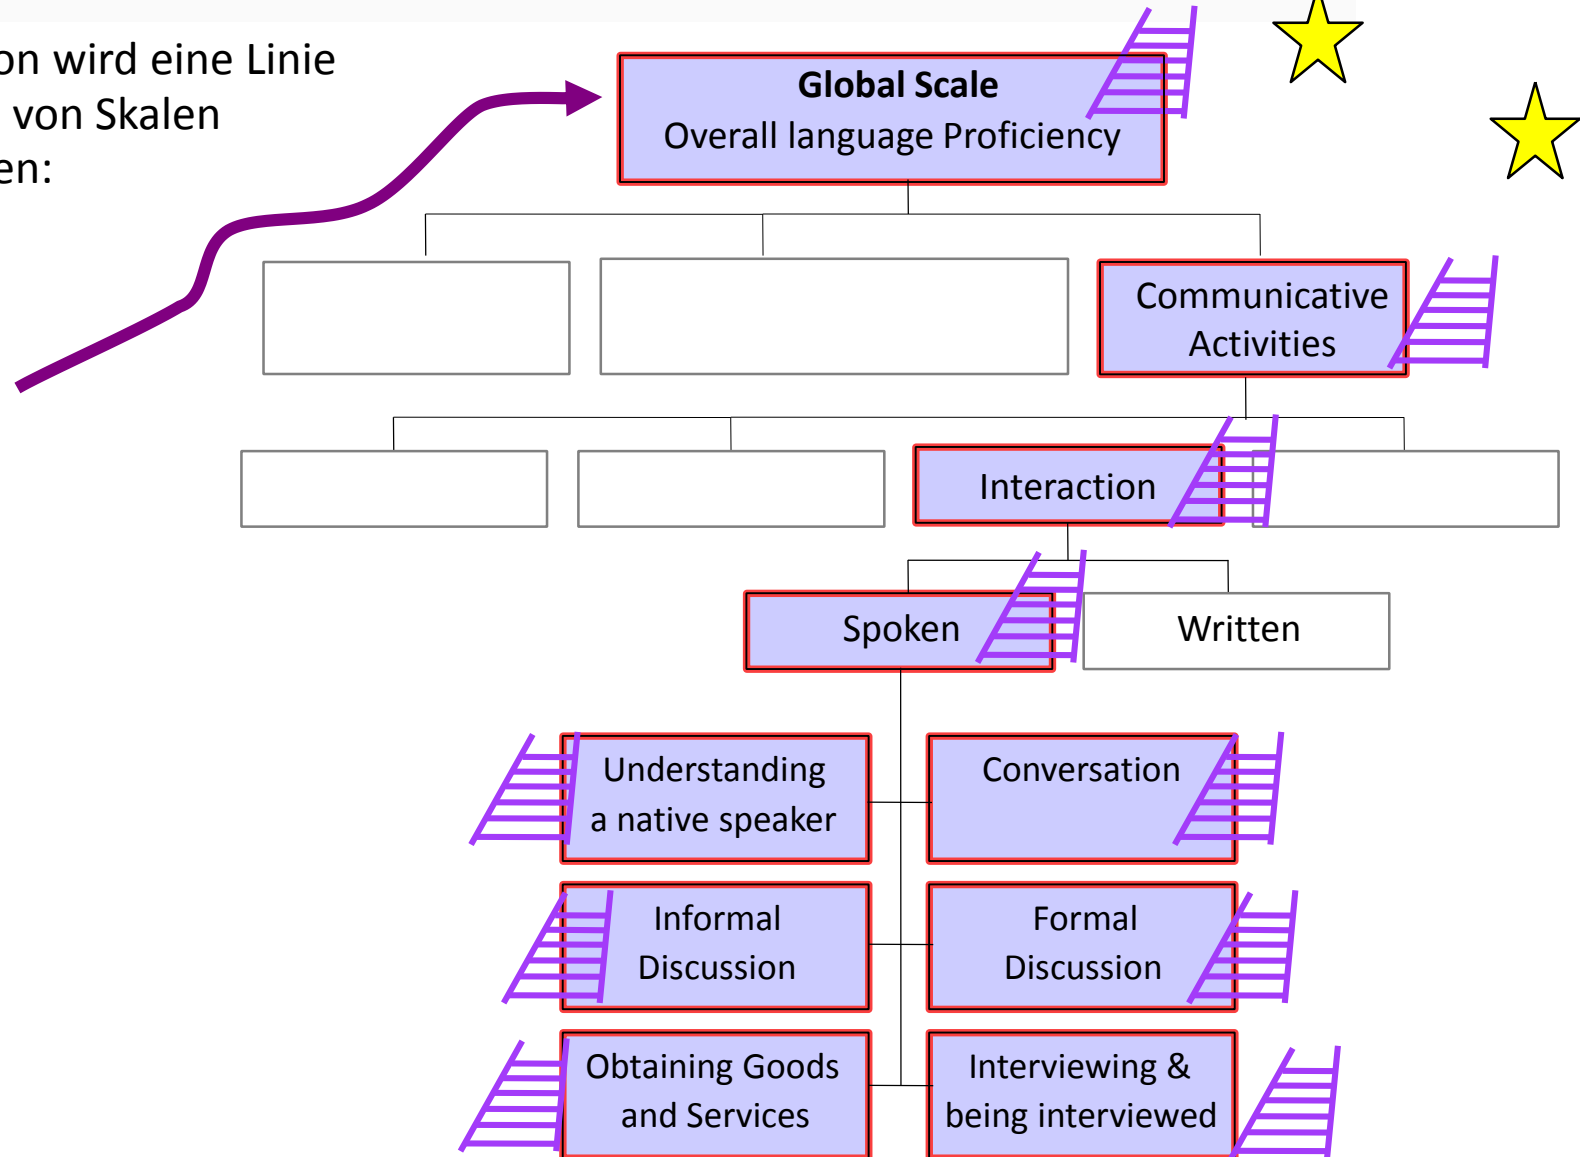 on wird eine Linie
von Skalen
en:
Global Scale
Overall language Proficiency
Communicative
Activities
Interaction
Spoken
Written
Understanding
a native speaker
Conversation
Informal
Discussion
Formal
Discussion
Obtaining Goods
and Services
Interviewing &
being interviewed